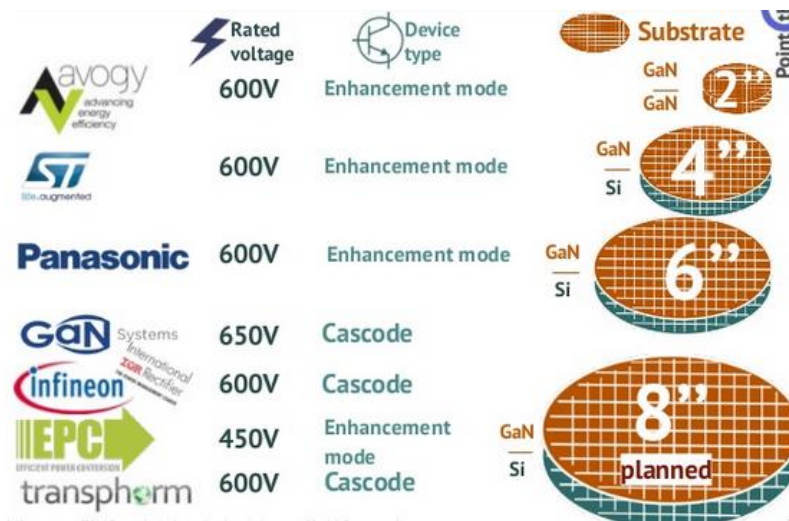 Rated voltage
Device type
Substrate
Point
avogy
advancing
energy
efficiency
600V
Enhancement mode
GaN
GaN
2”
ST
life.augmented
600V
Enhancement mode
GaN
Si
4”
Panasonic
600V
Enhancement mode
GaN
Si
6”
GaN Systems
650V
Cascode
International
IOR Rectifier
infineon
600V
Cascode
EPC
EFFICIENT POWER CONVERSION
450V
Enhancement
mode
GaN
Si
8”
planned
transphorm
600V
Cascode